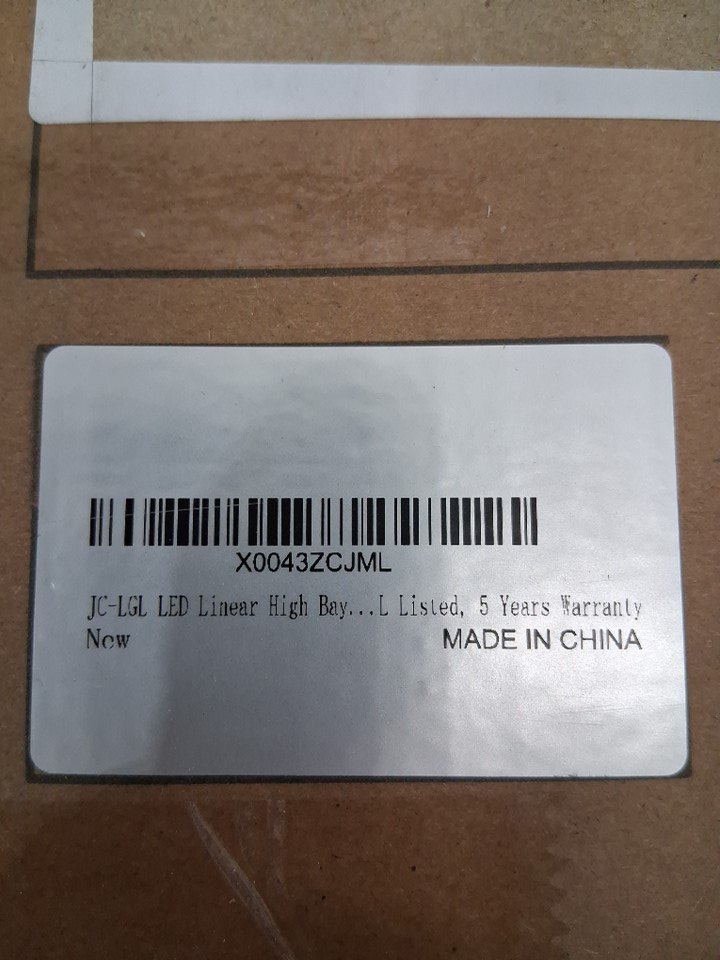 X0043ZCJML
JC-LGL LED Linear High Bay...L Listed, 5 Years Warranty
New
MADE IN CHINA